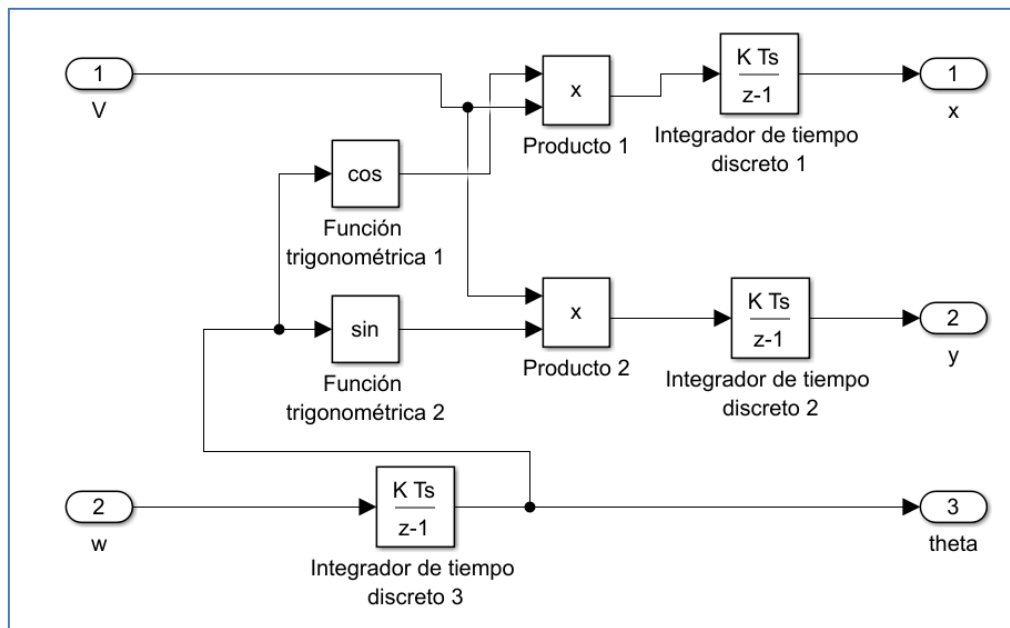 1
V
cos
Función
trigonométrica 1
x
Producto 1
K Ts
z-1
Integrador de tiempo
discreto 1
1
x
sin
Función
trigonométrica 2
x
Producto 2
K Ts
z-1
Integrador de tiempo
discreto 2
2
y
2
w
K Ts
z-1
Integrador de tiempo
discreto 3
3
theta